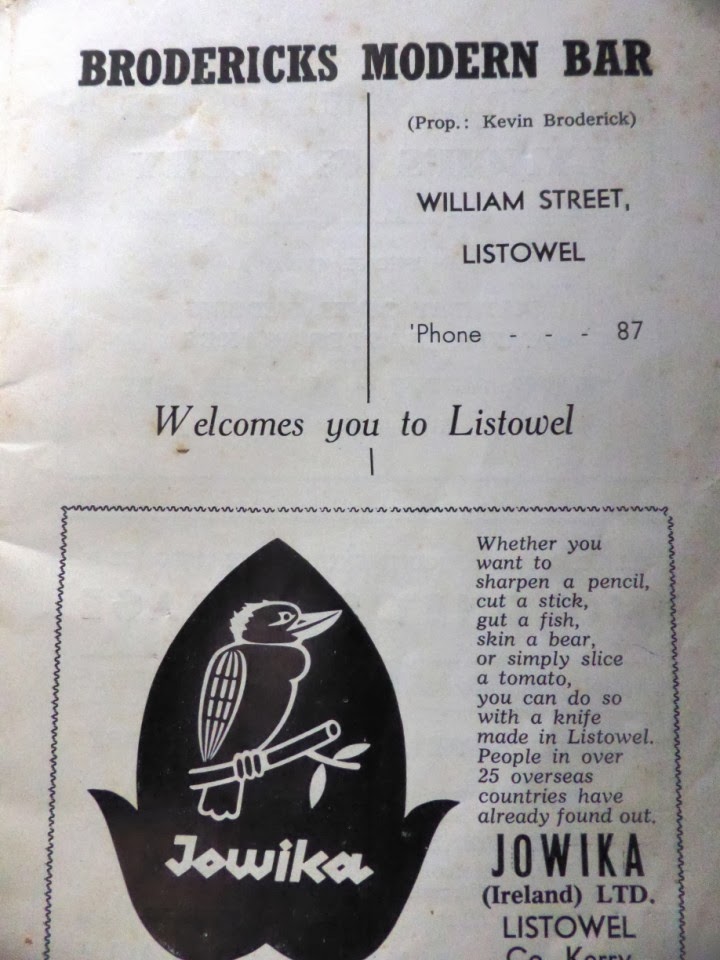 BRODERICKS MODERN BAR
(Prop.: Kevin Broderick)
WILLIAM STREET,
LISTOWEL
'Phone - - - 87
Welcomes you to Listowel
Jowika
Whether you
want to
sharpen a pencil,
cut a stick,
gut a fish,
skin a bear,
or simply slice
a tomato,
you can do so
with a knife
made in Listowel.
People in over
25 overseas
countries have
already found out.
JOWIKA
(Ireland) LTD.
LISTOWEL
Co. Kerry